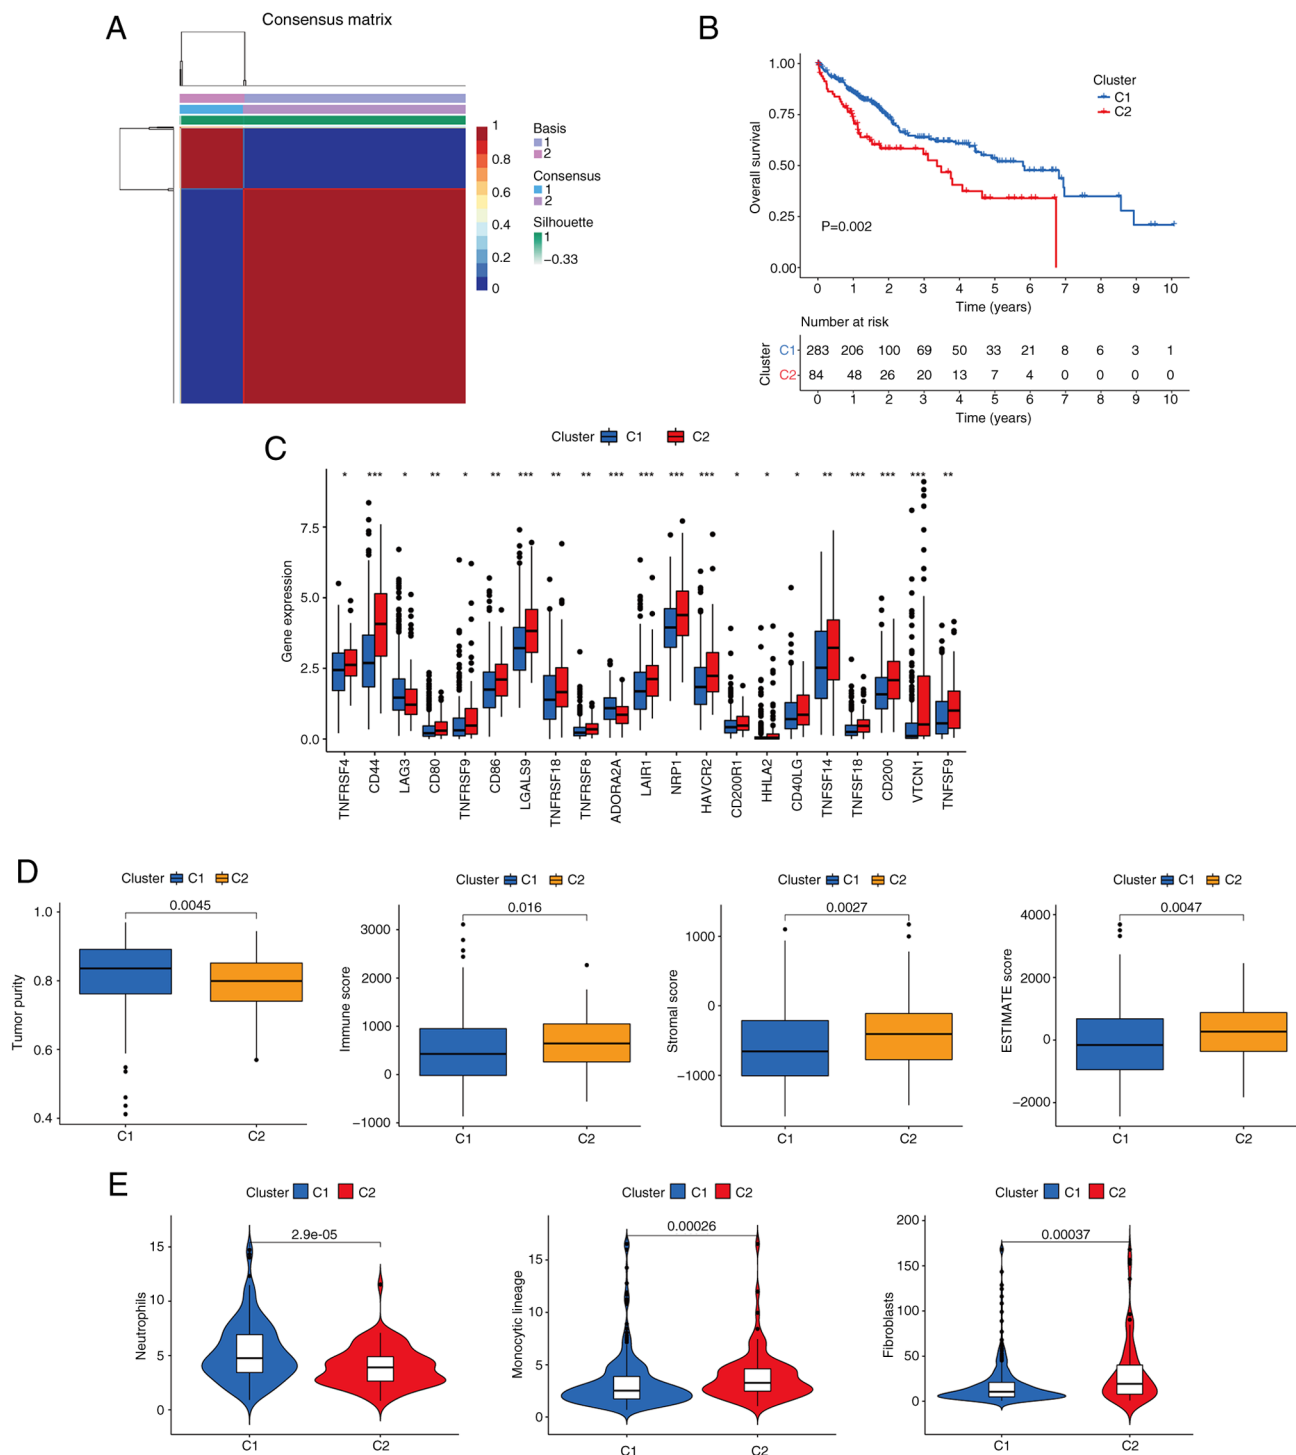 A
Consensus matrix
1
0.8
0.6
0.4
0.2
0
Basis
1
2
Consensus
1
2
Silhouette
1
−0.33
B
Overall survival
1.00
0.75
0.50
0.25
0.00
Cluster
C1
C2
P=0.002
0 1 2 3 4 5 6 7 8 9 10
Time (years)
Number at risk
Cluster
C1 283 206 100 69 50 33 21 8 6 3 1
C2 84 48 26 20 13 7 4 0 0 0 0
0 1 2 3 4 5 6 7 8 9 10
Time (years)
C
Cluster C1 C2
* *** * ** * ** *** ** ** *** *** *** *** * * * ** *** *** *** **
Gene expression
7.5
5.0
2.5
0.0
TNFRSF4 CD44 LAG3 CD80 TNFRSF9 CD86 LGALS9 TNFRSF18 TNFRSF8 ADORA2A LAIR1 NRP1 HAVCR2 CD200R1 HHLA2 CD40LG TNFSF14 TNFSF18 CD200 VTCN1 TNFSF9
D
Cluster C1 C2
0.0045
Tumor purity
1.0
0.8
0.6
0.4
C1 C2
Cluster C1 C2
0.016
Immune score
3000
2000
1000
0
−1000
C1 C2
Cluster C1 C2
0.0027
Stromal score
1000
0
−1000
C1 C2
Cluster C1 C2
0.0047
ESTIMATE score
4000
2000
0
−2000
C1 C2
E
Cluster C1 C2
2.9e-05
Neutrophils
15
10
5
0
C1 C2
Cluster C1 C2
0.00026
Monocytic lineage
15
10
5
0
C1 C2
Cluster C1 C2
0.00037
Fibroblasts
200
150
100
50
0
C1 C2